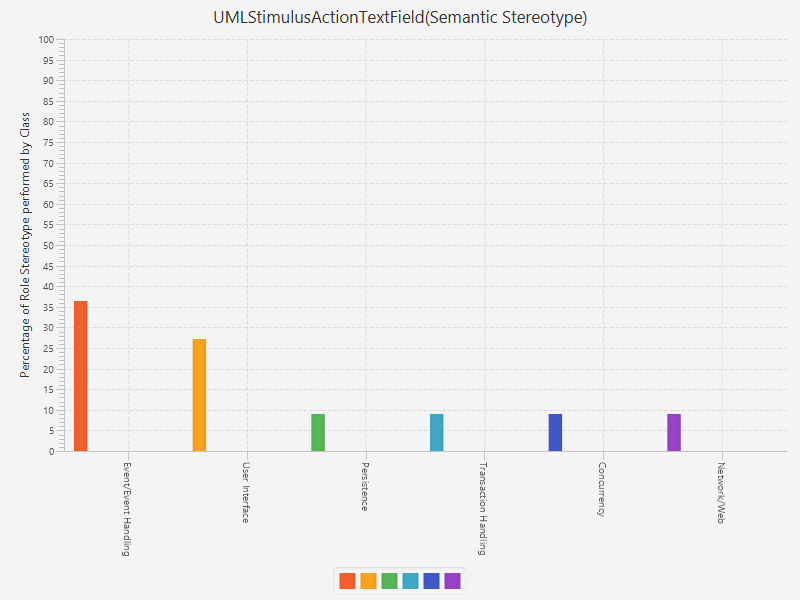 UMLStimulusActionTextField(Semantic Stereotype)
Percentage of Role Stereotype performed by Class
100
95
90
85
80
75
70
65
60
55
50
45
40
35
30
25
20
15
10
5
0
Event/Event Handling
User Interface
Persistence
Transaction Handling
Concurrency
Network/Web